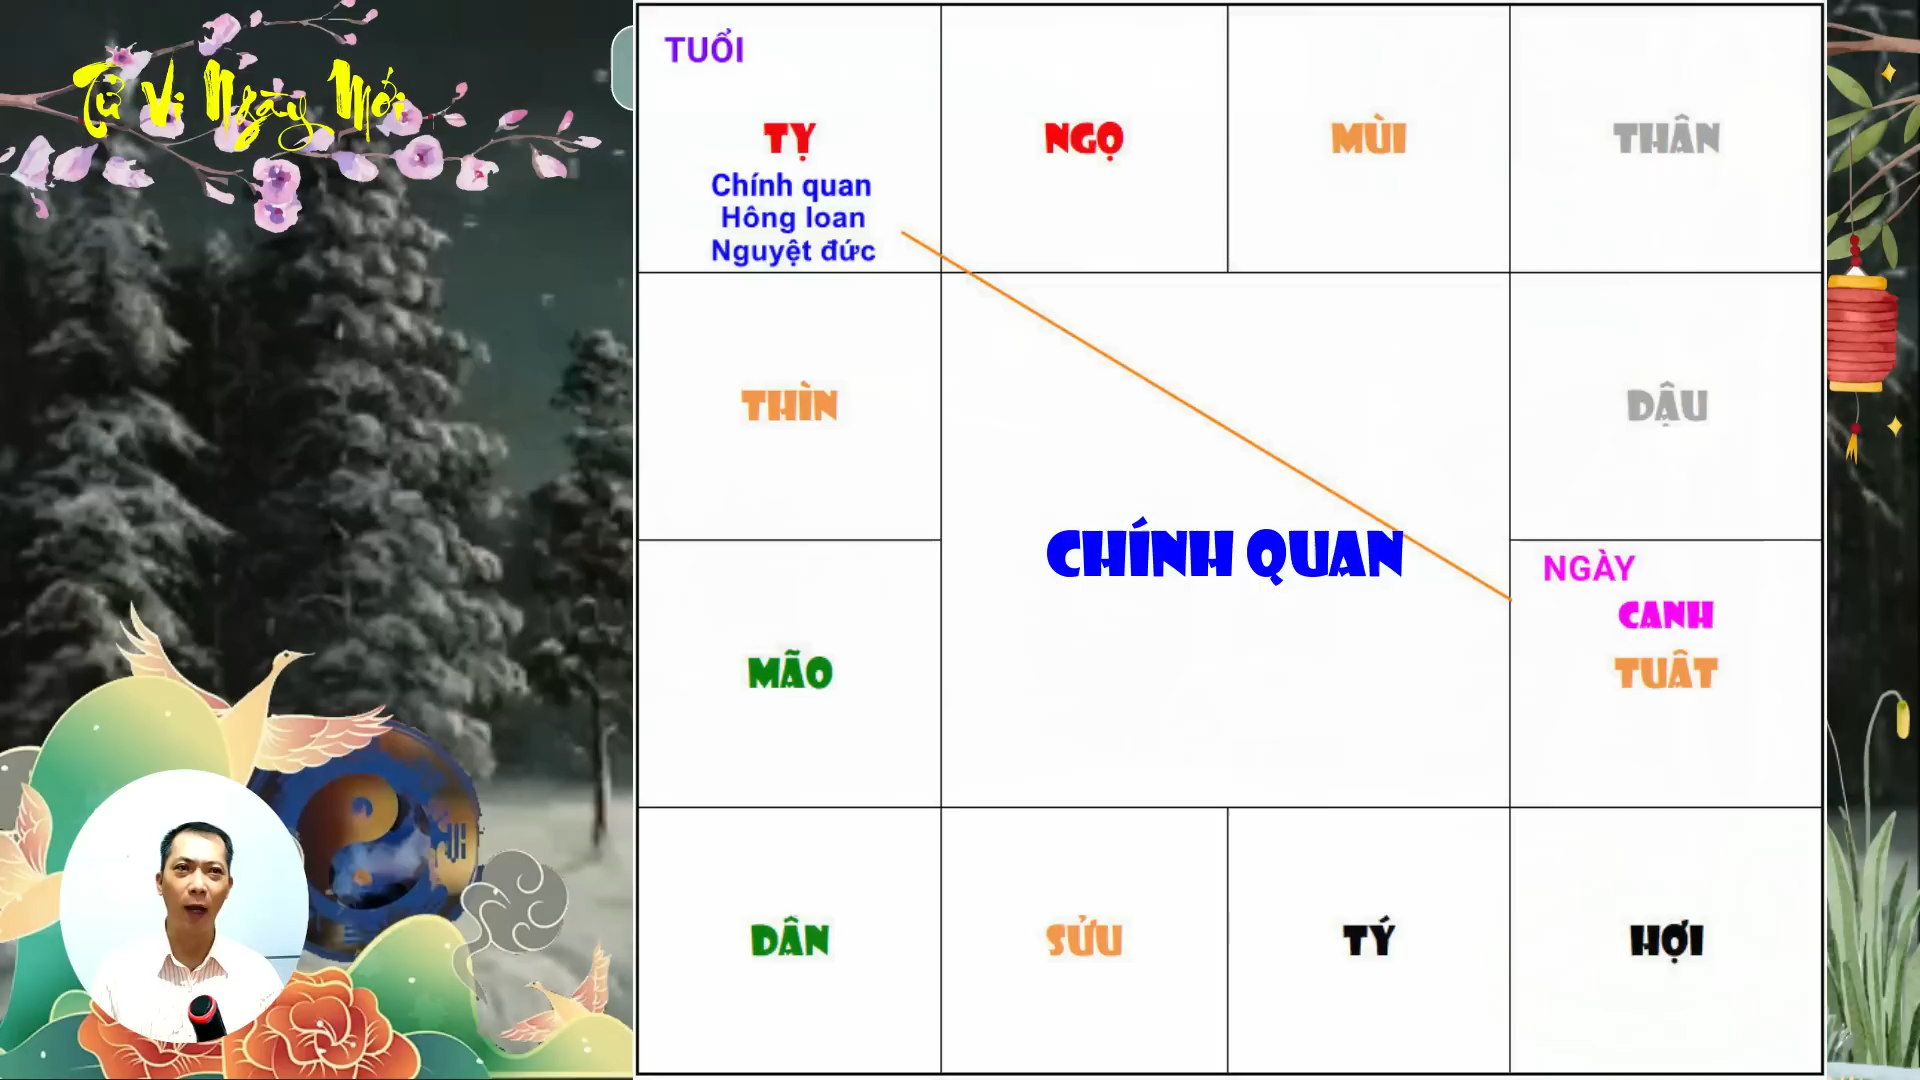 Tử Vi Ngày Mới
TUỔI
TỴ
Chính quan
Hông loan
Nguyệt đức
NGỌ
MÙI
THÂN
THÌN
DẬU
CHÍNH QUAN
MÃO
NGÀY
CANH
TUẤT
DẦN
SỬU
TÝ
HỢI